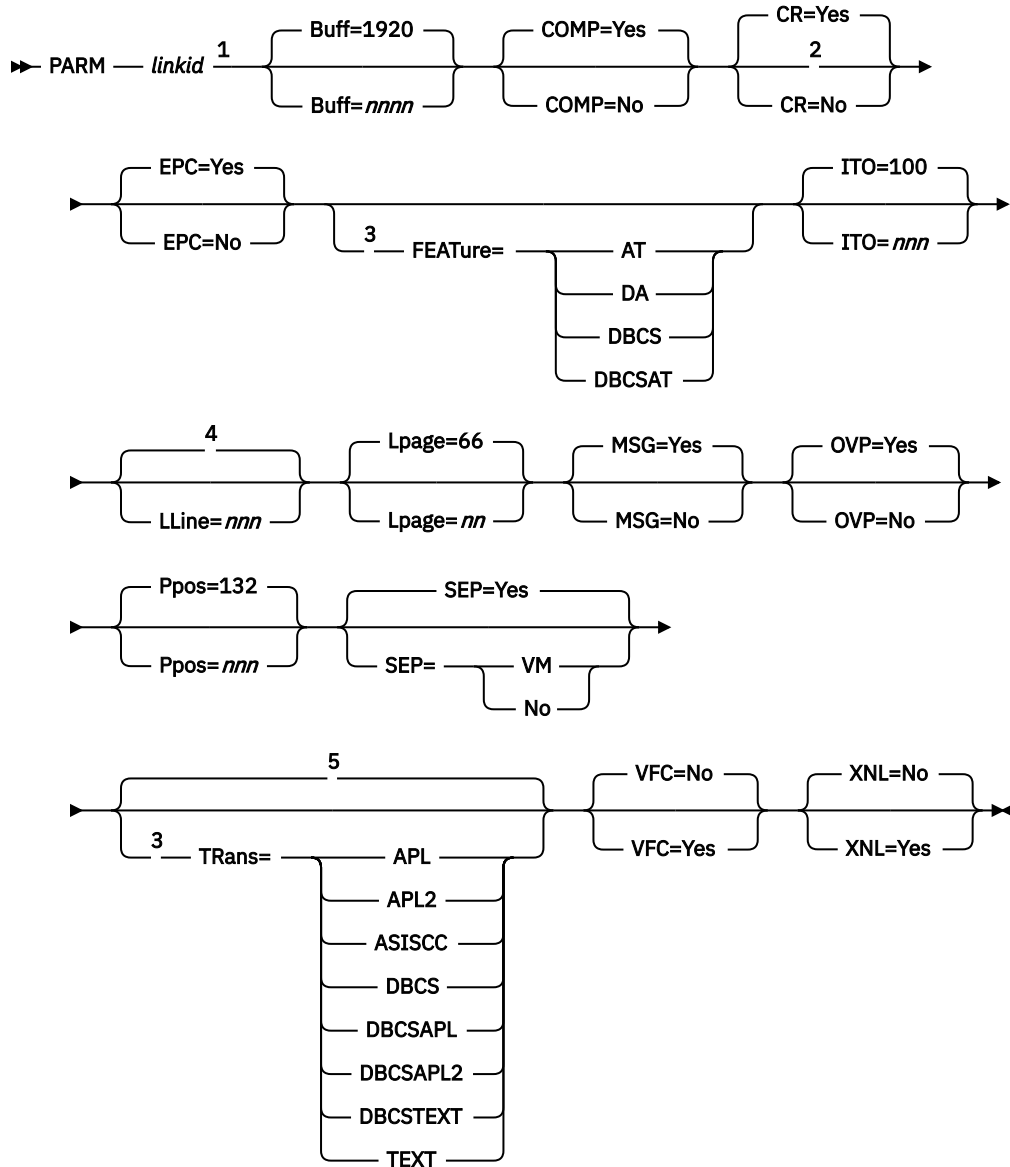 Buff=1920 COMP=Yes CR=Yes
PARM linkid 1 2
Buff=nnnn COMP=No CR=No
EPC=Yes ITO=100
EPC=No 3 FEATure= AT ITO=nnn
DA
DBCS
DBCSAT
4 Lpage=66 MSG=Yes OVP=Yes
LLine=nnn Lpage=nn MSG=No OVP=No
Ppos=132 SEP=Yes
Ppos=nnn SEP= VM
No
5 VFC=No XNL=No
3 TRans= APL VFC=Yes XNL=Yes
APL2
ASISCC
DBCS
DBCSAPL
DBCSAPL2
DBCSTEXT
TEXT